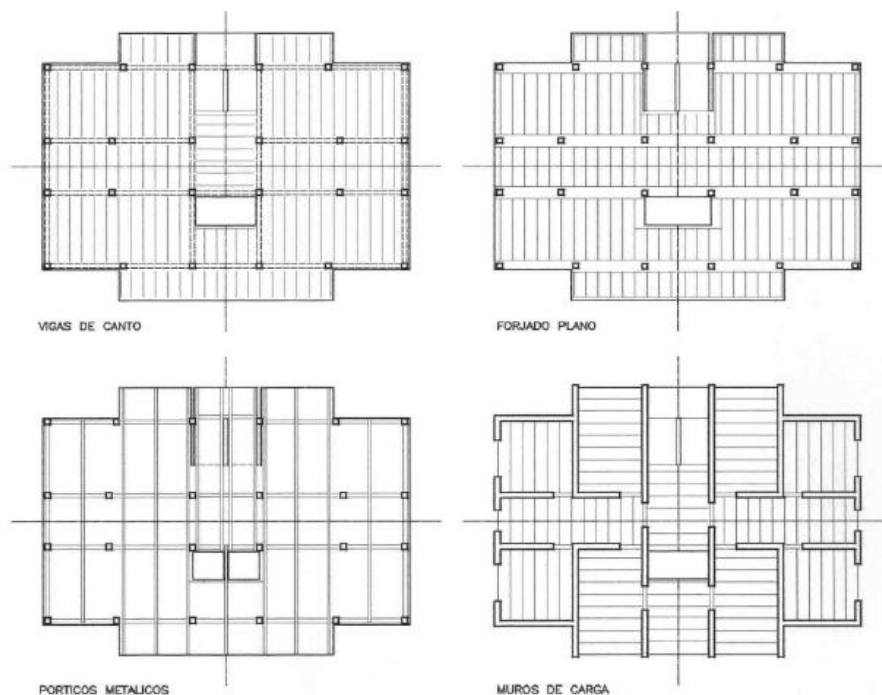 VIGAS DE CANTO
FORJADO PLANO
PORTICOS METALICOS
MUROS DE CARGA